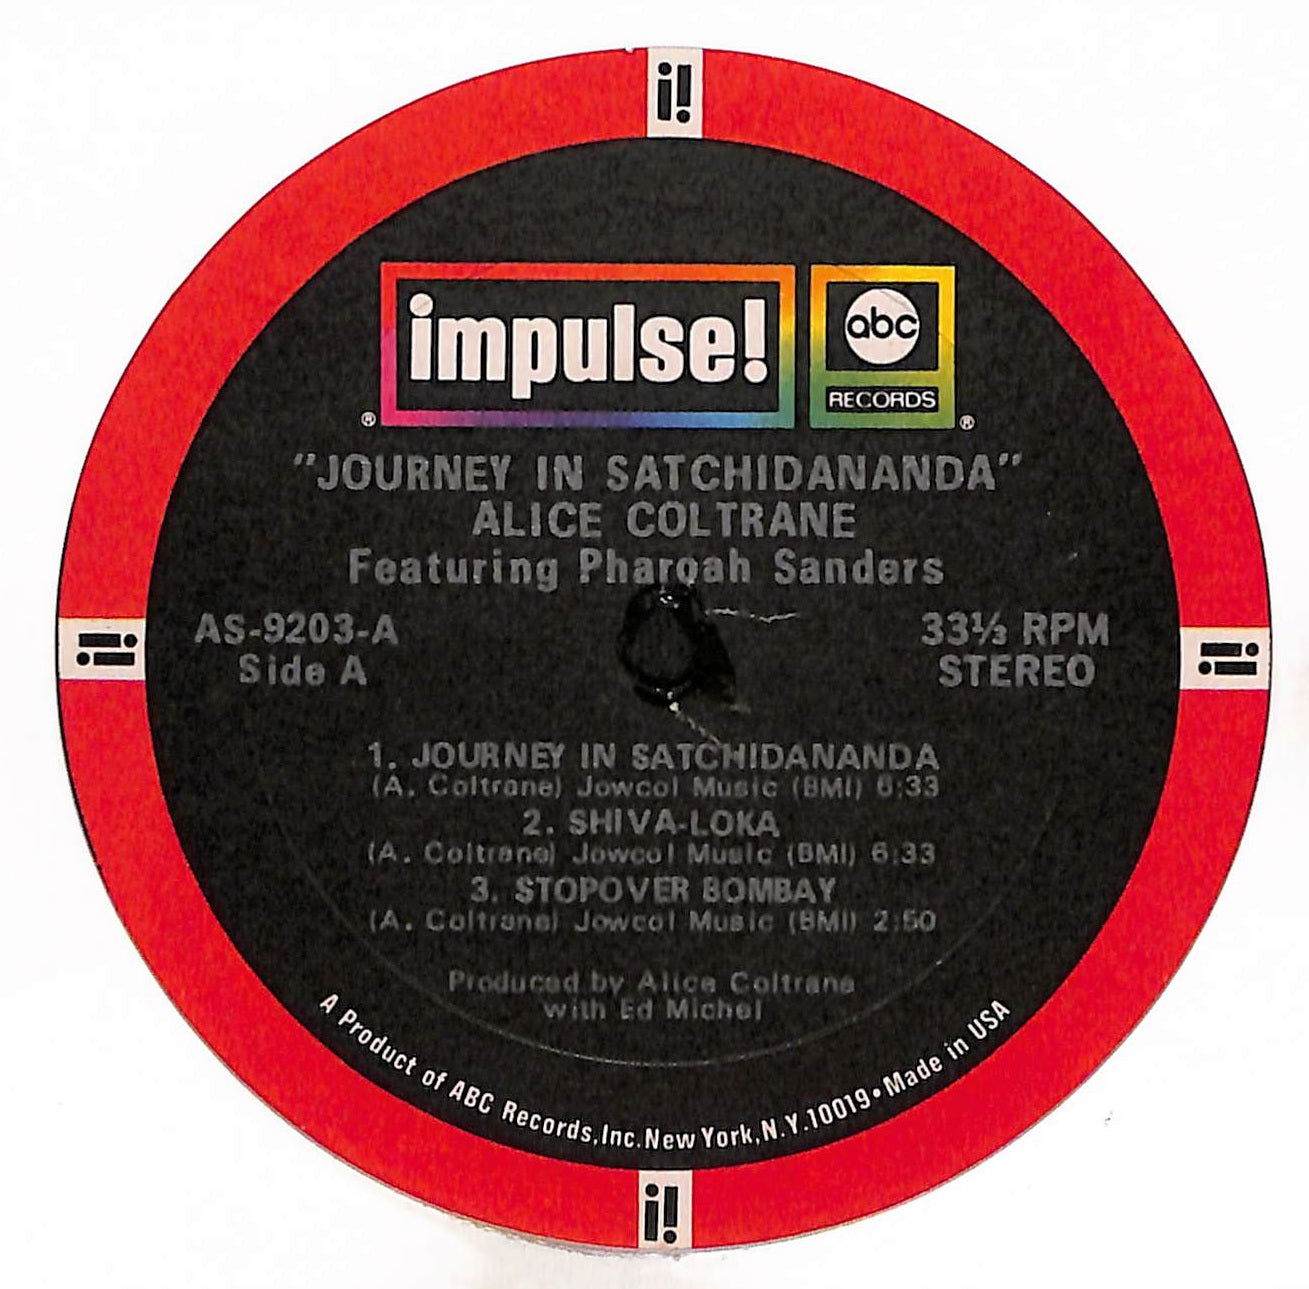 i!
impulse!
abc
RECORDS
®
®
"JOURNEY IN SATCHIDANANDA"
ALICE COLTRANE
Featuring Pharoah Sanders
AS-9203-A
Side A
33⅓ RPM
STEREO
i!
i!
1. JOURNEY IN SATCHIDANANDA
(A. Coltrane) Jowcol Music (BMI) 6:33
2. SHIVA-LOKA
(A. Coltrane) Jowcol Music (BMI) 6:33
3. STOPOVER BOMBAY
(A. Coltrane) Jowcol Music (BMI) 2:50
Produced by Alice Coltrane
with Ed Michel
A Product of ABC Records,Inc.New York,N.Y.10019•Made in USA
i!